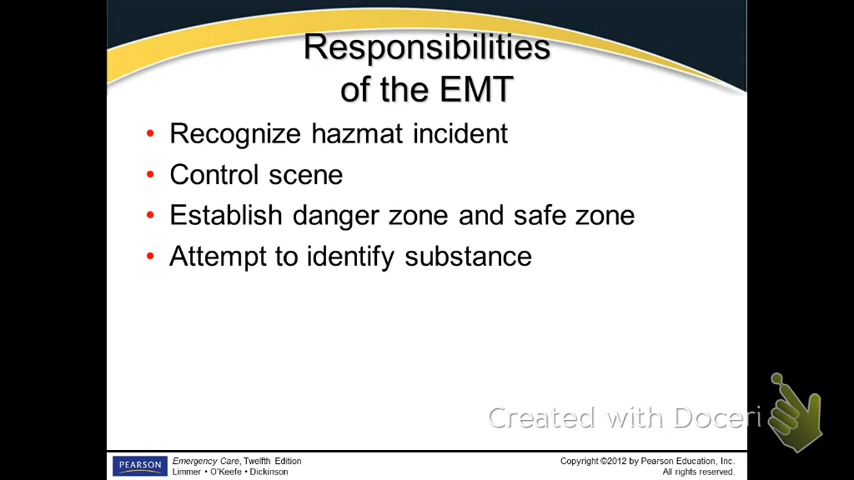 Responsibilities
of the EMT
• Recognize hazmat incident
• Control scene
• Establish danger zone and safe zone
• Attempt to identify substance
Created with Doceri
PEARSON
Emergency Care, Twelfth Edition
Limmer • O'Keefe • Dickinson
Copyright ©2012 by Pearson Education, Inc.
All rights reserved.